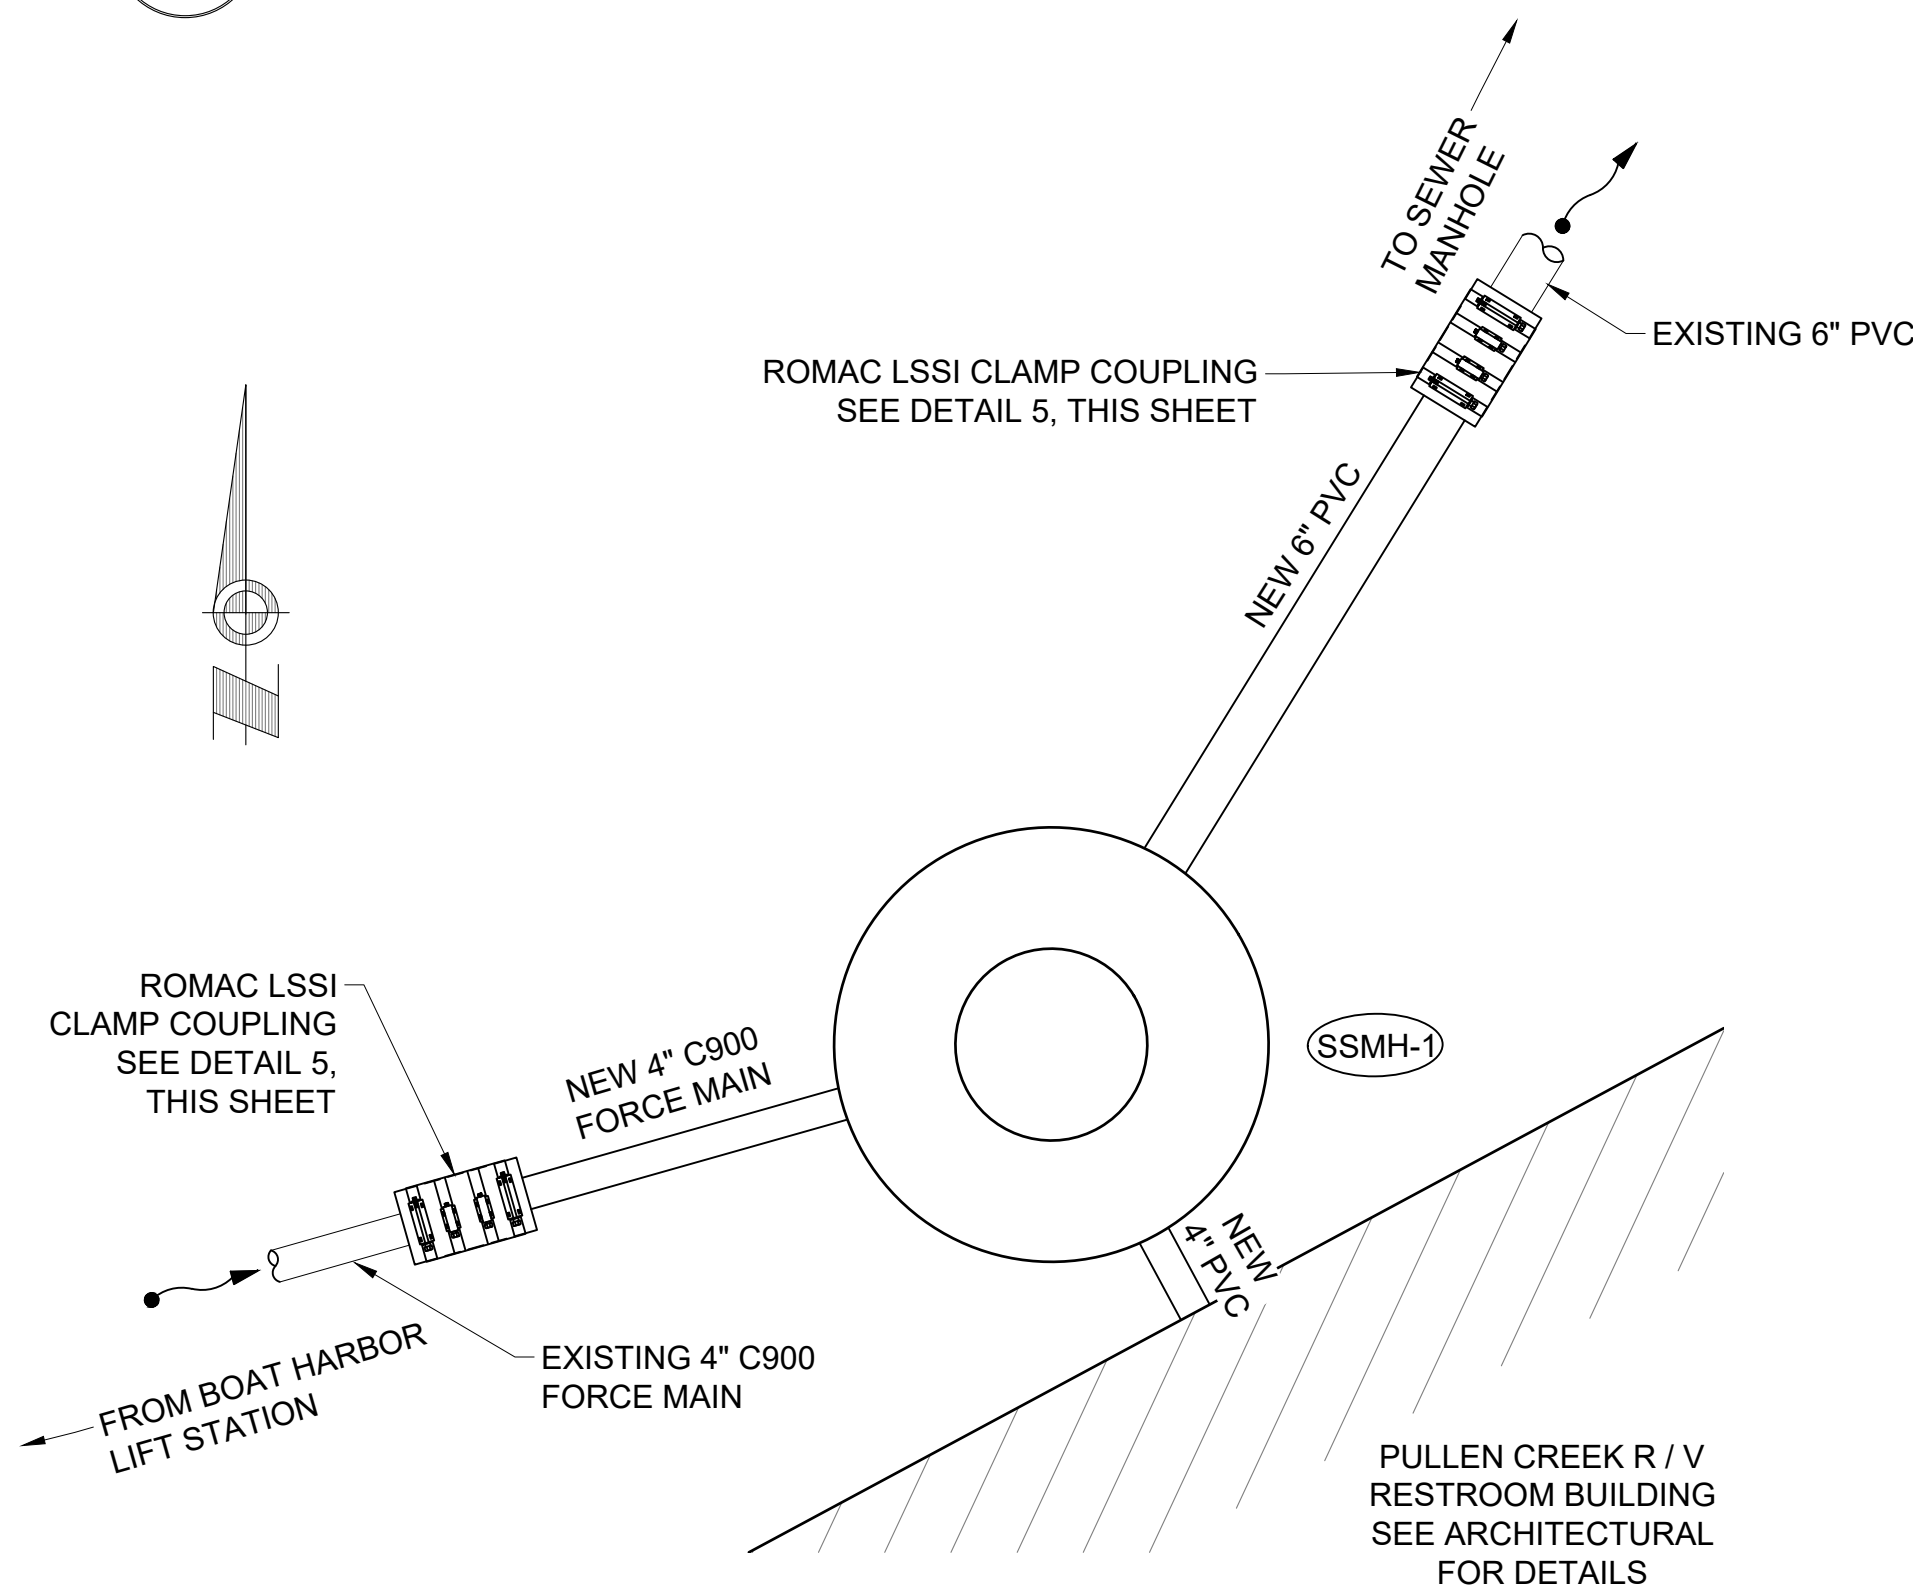 TO SEWER
MANHOLE
EXISTING 6" PVC
ROMAC LSSI CLAMP COUPLING
SEE DETAIL 5, THIS SHEET
NEW 6" PVC
ROMAC LSSI
CLAMP COUPLING
SEE DETAIL 5,
THIS SHEET
NEW 4" C900
FORCE MAIN
SSMH-1
NEW
4" PVC
EXISTING 4" C900
FORCE MAIN
FROM BOAT HARBOR
LIFT STATION
PULLEN CREEK R / V
RESTROOM BUILDING
SEE ARCHITECTURAL
FOR DETAILS